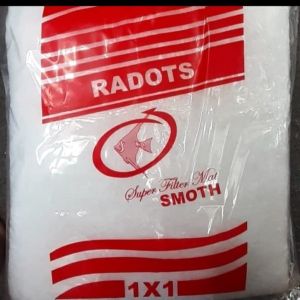 RADOTS
Super Filter Mat
SMOTH
1X1